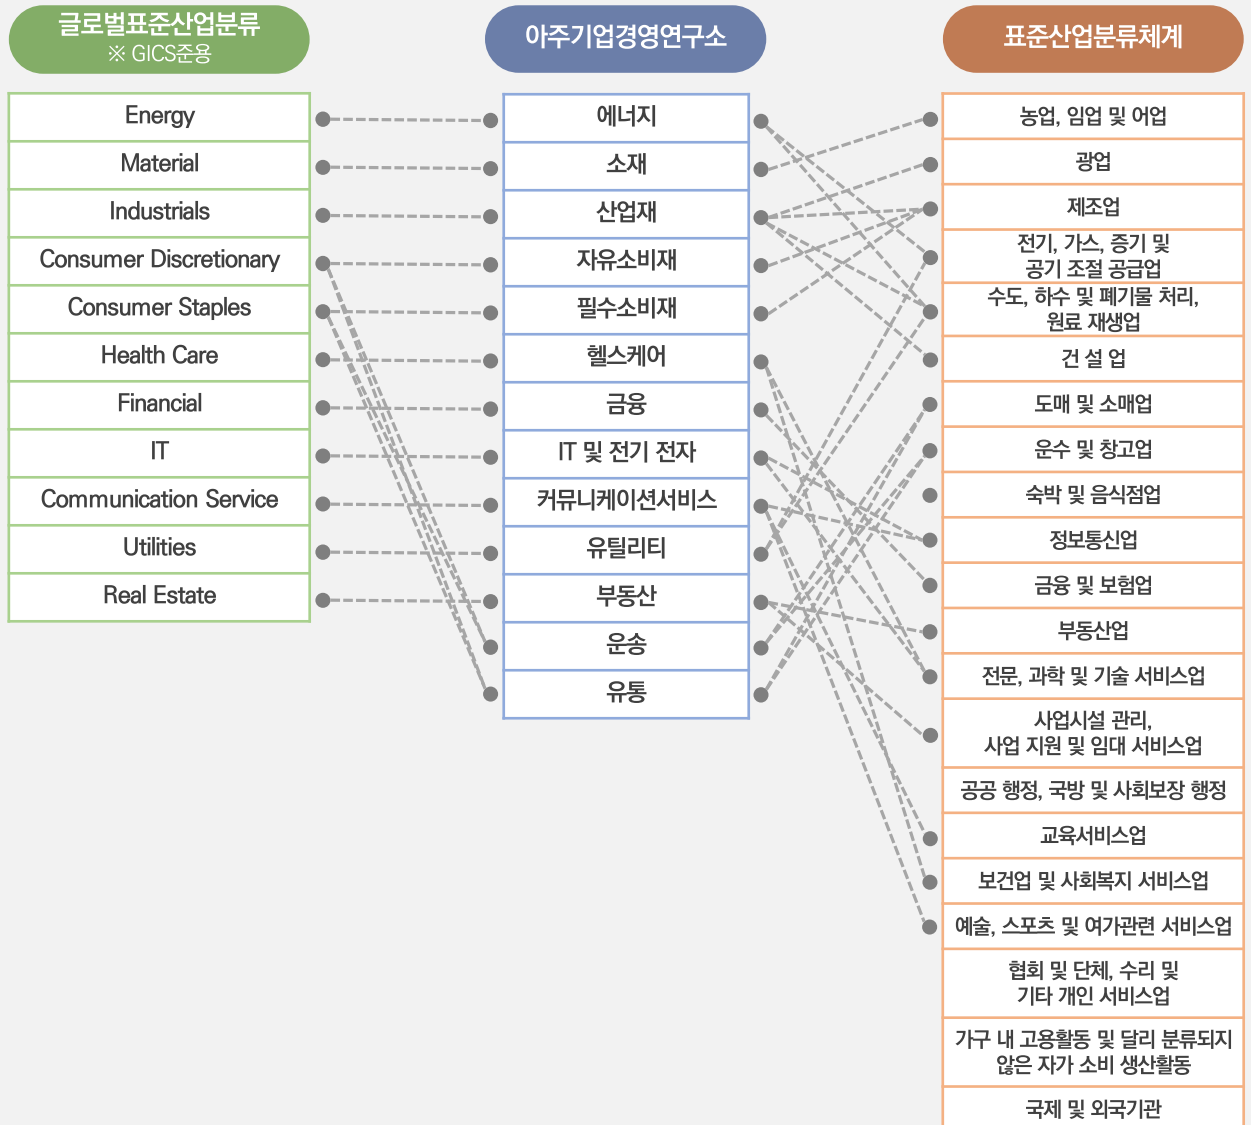 글로벌표준산업분류
※ GICS준용
Energy
Material
Industrials
Consumer Discretionary
Consumer Staples
Health Care
Financial
IT
Communication Service
Utilities
Real Estate
아주기업경영연구소
에너지
소재
산업재
자유소비재
필수소비재
헬스케어
금융
IT 및 전기 전자
커뮤니케이션서비스
유틸리티
부동산
운송
유통
표준산업분류체계
농업, 임업 및 어업
광업
제조업
전기, 가스, 증기 및
공기 조절 공급업
수도, 하수 및 폐기물 처리,
원료 재생업
건 설 업
도매 및 소매업
운수 및 창고업
숙박 및 음식점업
정보통신업
금융 및 보험업
부동산업
전문, 과학 및 기술 서비스업
사업시설 관리,
사업 지원 및 임대 서비스업
공공 행정, 국방 및 사회보장 행정
교육서비스업
보건업 및 사회복지 서비스업
예술, 스포츠 및 여가관련 서비스업
협회 및 단체, 수리 및
기타 개인 서비스업
가구 내 고용활동 및 달리 분류되지
않은 자가 소비 생산활동
국제 및 외국기관